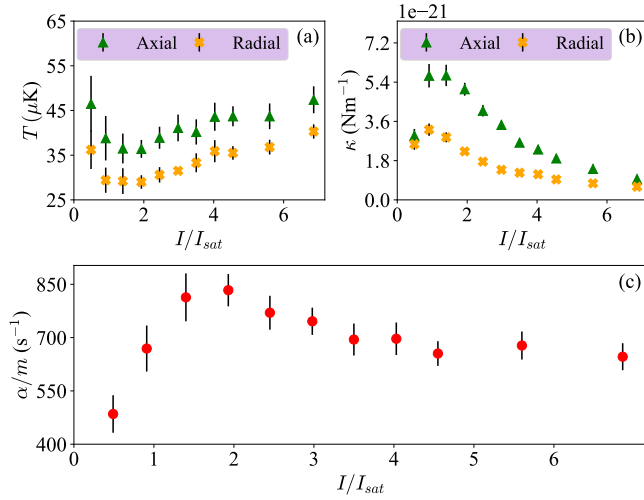 1e−21
Axial Radial (a)
Axial Radial (b)
65
55
45
35
25
T (μK)
0 2 4 6
I/I_sat
7.2
5.4
3.6
1.8
0.0
κ (Nm⁻¹)
0 2 4 6
I/I_sat
(c)
850
700
550
400
α/m (s⁻¹)
0 1 2 3 4 5 6
I/I_sat